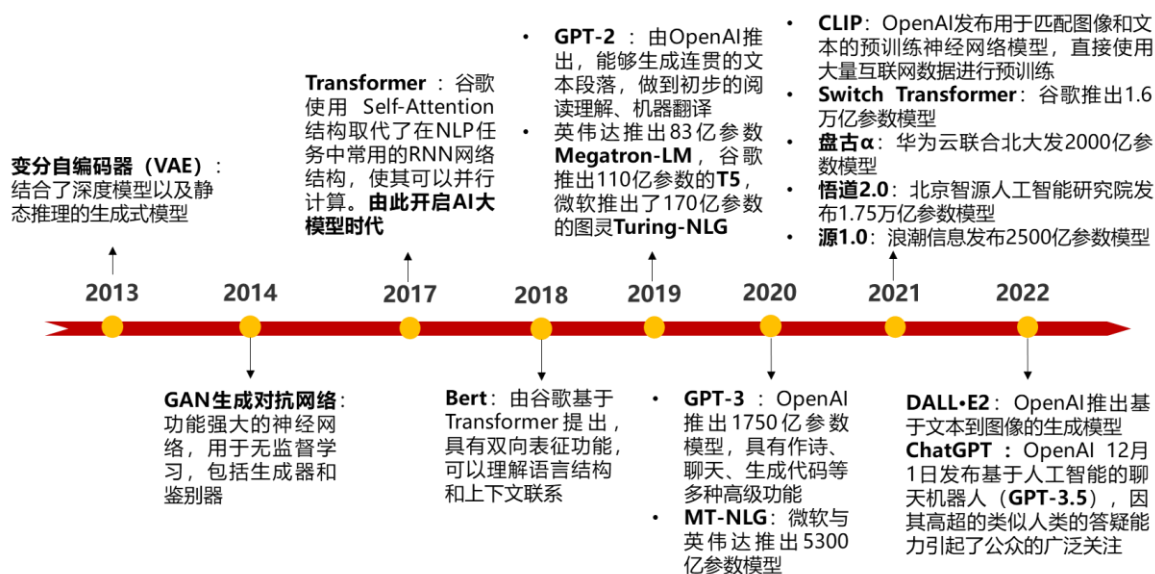 变分自编码器（VAE）：
结合了深度模型以及静
态推理的生成式模型
Transformer ：谷歌
使用 Self-Attention
结构取代了在NLP任
务中常用的RNN网络
结构，使其可以并行
计算。由此开启AI大
模型时代
• GPT-2 ：由OpenAI推
出，能够生成连贯的文
本段落，做到初步的阅
读理解、机器翻译
• 英伟达推出83亿参数
Megatron-LM，谷歌
推出110亿参数的T5，
微软推出了170亿参数
的图灵Turing-NLG
• CLIP：OpenAI发布用于匹配图像和文
本的预训练神经网络模型，直接使用
大量互联网数据进行预训练
• Switch Transformer：谷歌推出1.6
万亿参数模型
• 盘古α：华为云联合北大发2000亿参
数模型
• 悟道2.0：北京智源人工智能研究院发
布1.75万亿参数模型
• 源1.0：浪潮信息发布2500亿参数模型
2013 2014 2017 2018 2019 2020 2021 2022
GAN生成对抗网络：
功能强大的神经网
络，用于无监督学
习，包括生成器和
鉴别器
Bert：由谷歌基于
Transformer提出，
具有双向表征功能，
可以理解语言结构
和上下文联系
• GPT-3 ：OpenAI
推出1750亿参数
模型，具有作诗、
聊天、生成代码等
多种高级功能
• MT-NLG：微软与
英伟达推出5300
亿参数模型
DALL·E2：OpenAI推出基
于文本到图像的生成模型
ChatGPT ：OpenAI 12月
1日发布基于人工智能的聊
天机器人（GPT-3.5），因
其高超的类似人类的答疑能
力引起了公众的广泛关注